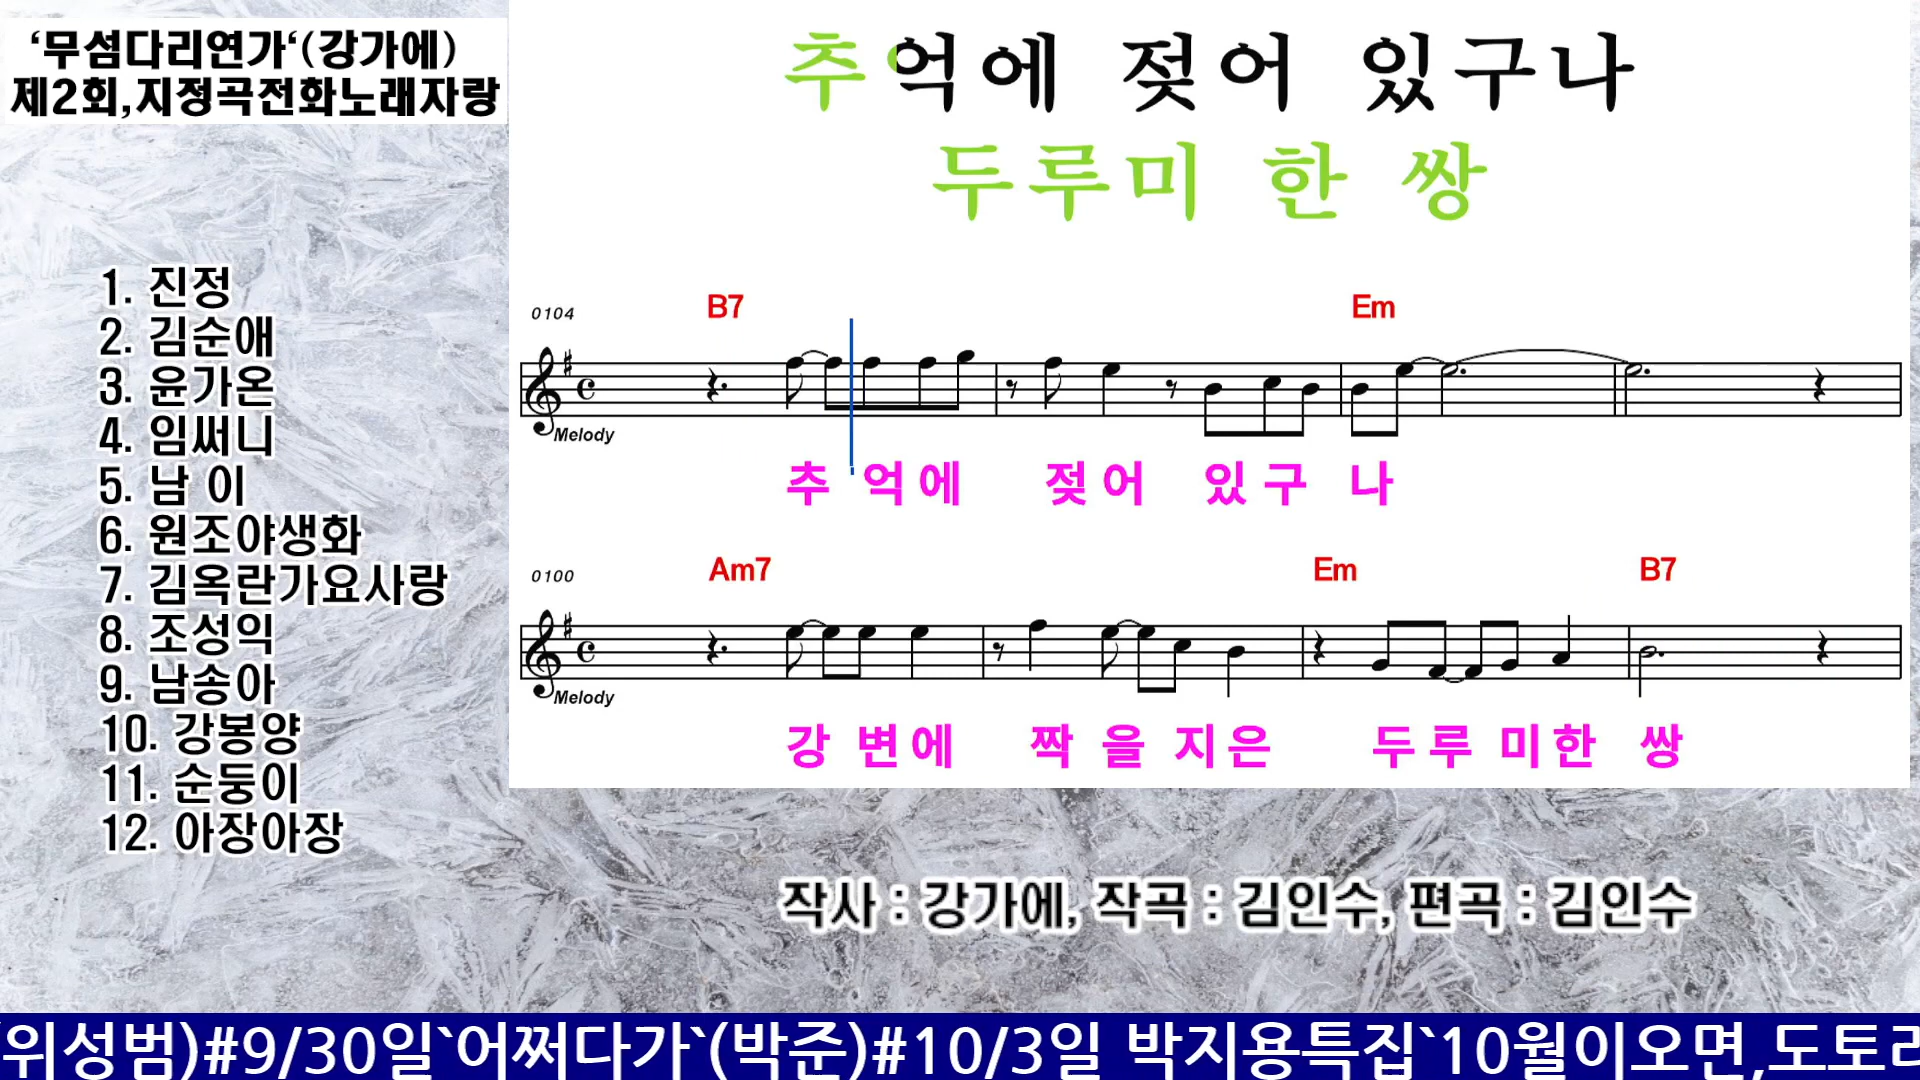 ‘무섬다리연가‘(강가에)
제2회,지정곡전화노래자랑
1. 진정
2. 김순애
3. 윤가온
4. 임써니
5. 남 이
6. 원조야생화
7. 김옥란가요사랑
8. 조성익
9. 남송아
10. 강봉양
11. 순둥이
12. 아장아장
추억에 젖어 있구나
두루미 한 쌍
0104 B7 Em
Melody
추 억에 젖어 있구 나
0100 Am7 Em B7
Melody
강 변에 짝 을 지은 두루 미한 쌍
작사 : 강가에, 작곡 : 김인수, 편곡 : 김인수
위성범)#9/30일`어쩌다가`(박준)#10/3일 박지용특집`10월이오면,도토리